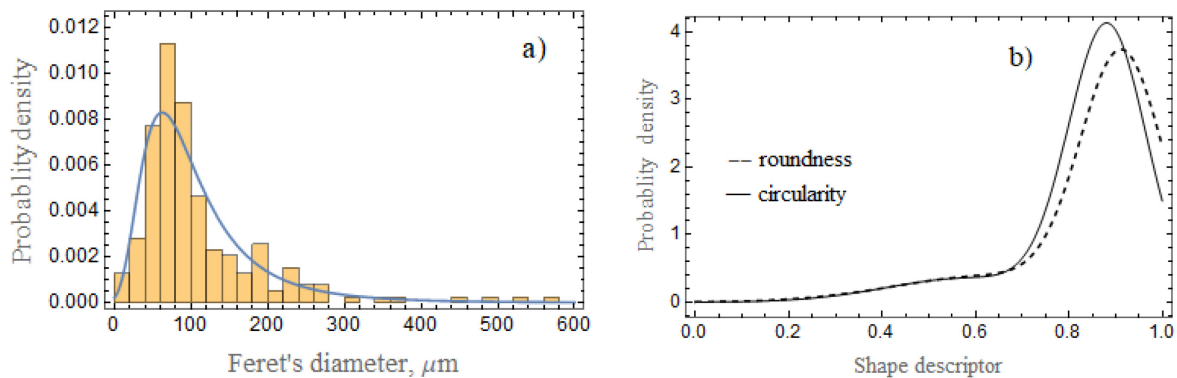 a)
Probablity density
0.012
0.010
0.008
0.006
0.004
0.002
0.000
0 100 200 300 400 500 600
Feret's diameter, μm
b)
Probablity density
4
3
2
1
0
-- roundness
— circularity
0.0 0.2 0.4 0.6 0.8 1.0
Shape descriptor